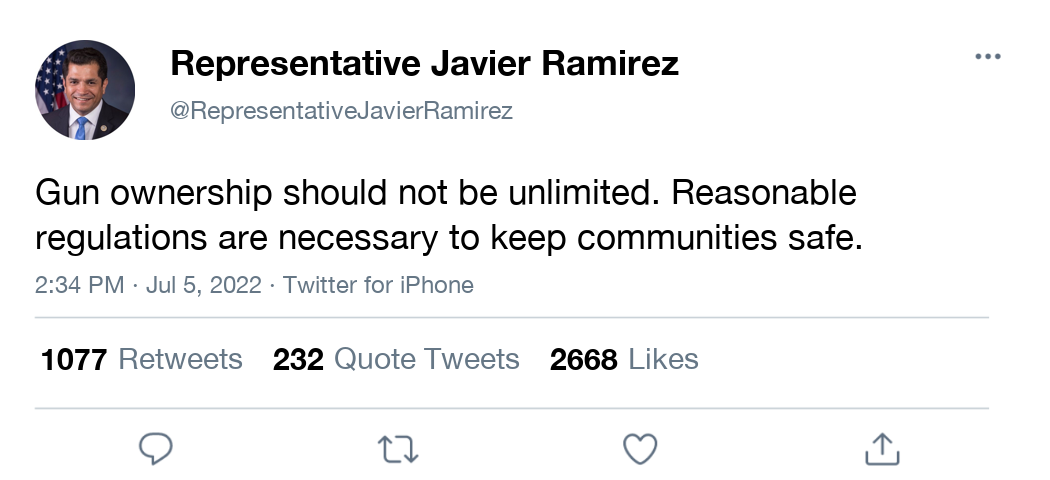 Representative Javier Ramirez
@RepresentativeJavierRamirez
Gun ownership should not be unlimited. Reasonable
regulations are necessary to keep communities safe.
2:34 PM · Jul 5, 2022 · Twitter for iPhone
1077 Retweets 232 Quote Tweets 2668 Likes